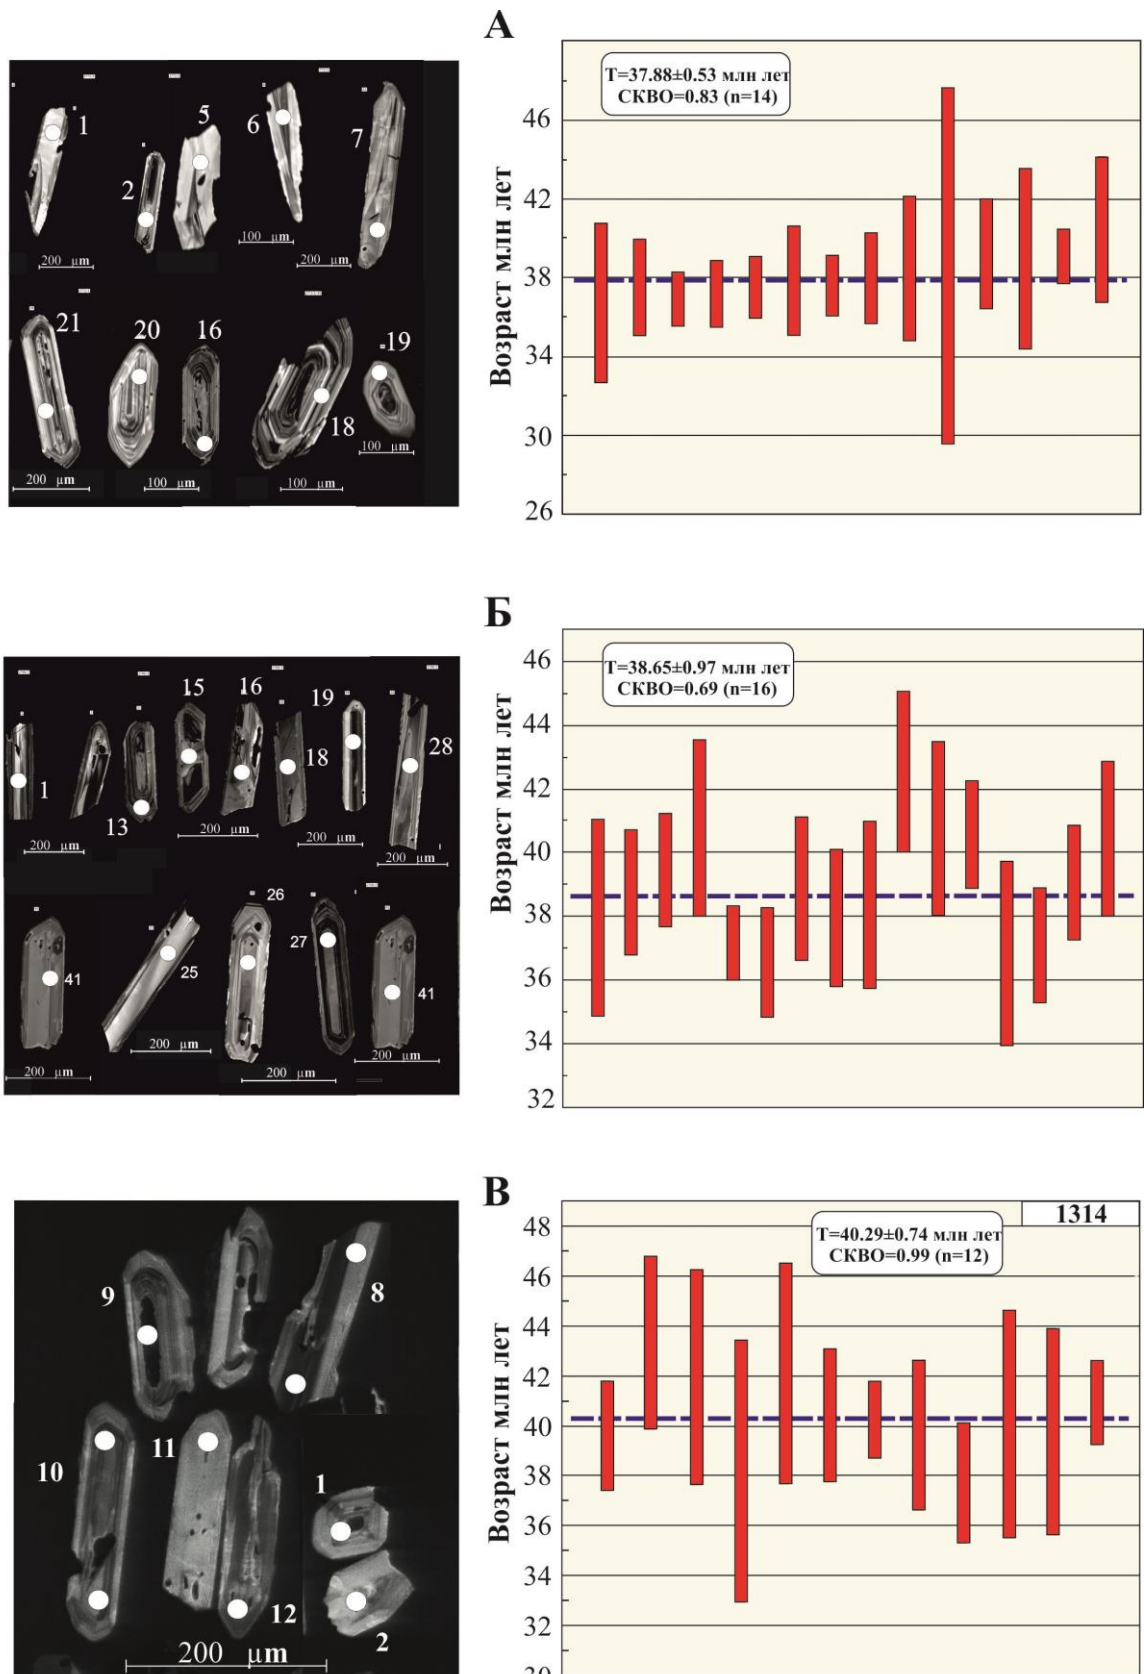 А
1
2
5
6
7
200 µm
100 µm
200 µm
21
20
16
18
19
200 µm
100 µm
100 µm
100 µm
T=37.88±0.53 млн лет
СКВО=0.83 (n=14)
Возраст млн лет
46
42
38
34
30
26
Б
1
13
15
16
18
19
28
200 µm
200 µm
200 µm
200 µm
41
25
26
27
41
200 µm
200 µm
200 µm
200 µm
T=38.65±0.97 млн лет
СКВО=0.69 (n=16)
Возраст млн лет
46
44
42
40
38
36
34
32
В
9
8
10
11
12
1
2
200 µm
1314
T=40.29±0.74 млн лет
СКВО=0.99 (n=12)
Возраст млн лет
48
46
44
42
40
38
36
34
32
30